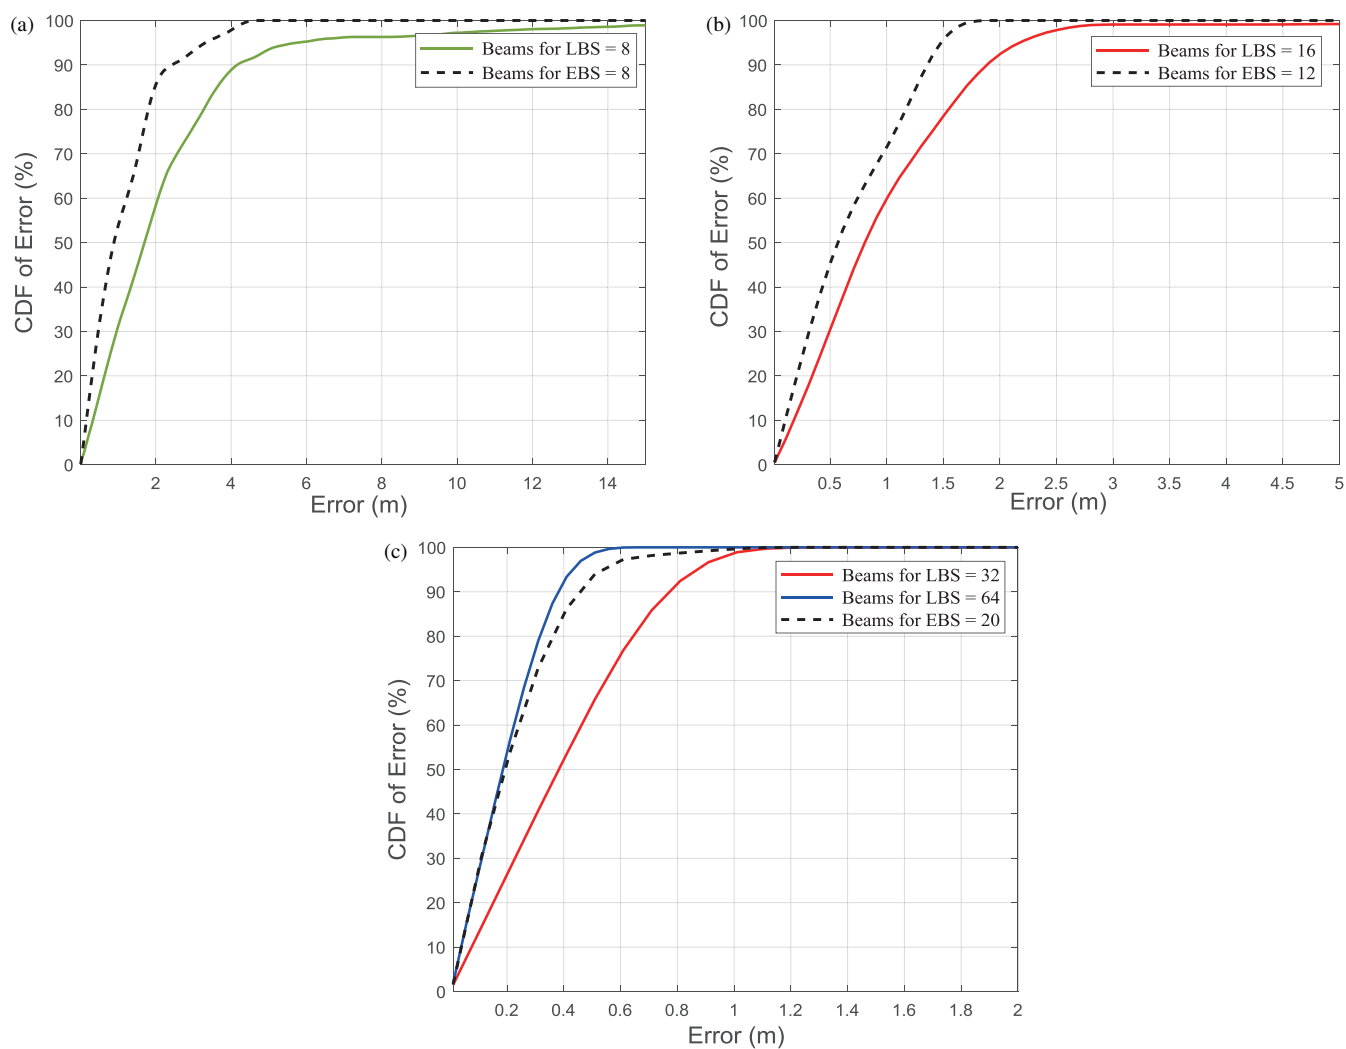 (a)
100
90
80
70
60
50
40
30
20
10
0
CDF of Error (%)
Beams for LBS = 8
Beams for EBS = 8
2 4 6 8 10 12 14
Error (m)
(b)
100
90
80
70
60
50
40
30
20
10
0
CDF of Error (%)
Beams for LBS = 16
Beams for EBS = 12
0.5 1 1.5 2 2.5 3 3.5 4 4.5 5
Error (m)
(c)
100
90
80
70
60
50
40
30
20
10
0
CDF of Error (%)
Beams for LBS = 32
Beams for LBS = 64
Beams for EBS = 20
0.2 0.4 0.6 0.8 1 1.2 1.4 1.6 1.8 2
Error (m)